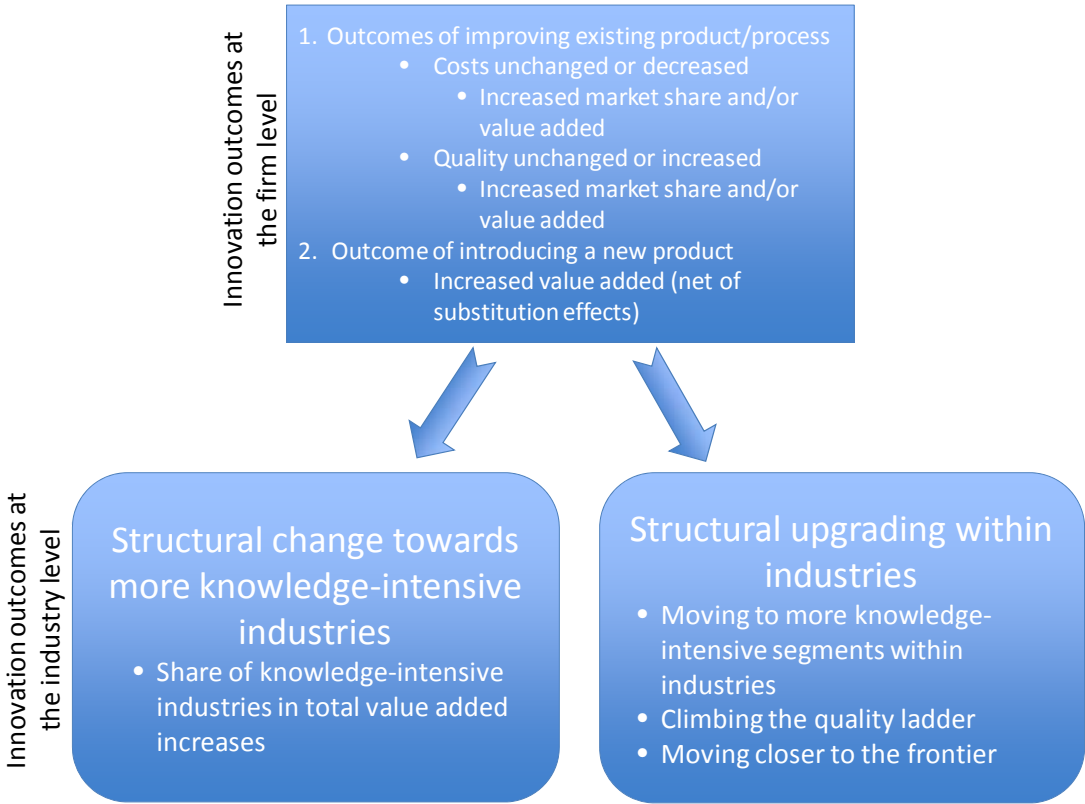 Innovation outcomes at
the firm level
1. Outcomes of improving existing product/process
• Costs unchanged or decreased
• Increased market share and/or
value added
• Quality unchanged or increased
• Increased market share and/or
value added
2. Outcome of introducing a new product
• Increased value added (net of
substitution effects)
Innovation outcomes at
the industry level
Structural change towards
more knowledge-intensive
industries
• Share of knowledge-intensive
industries in total value added
increases
Structural upgrading within
industries
• Moving to more knowledge-
intensive segments within
industries
• Climbing the quality ladder
• Moving closer to the frontier